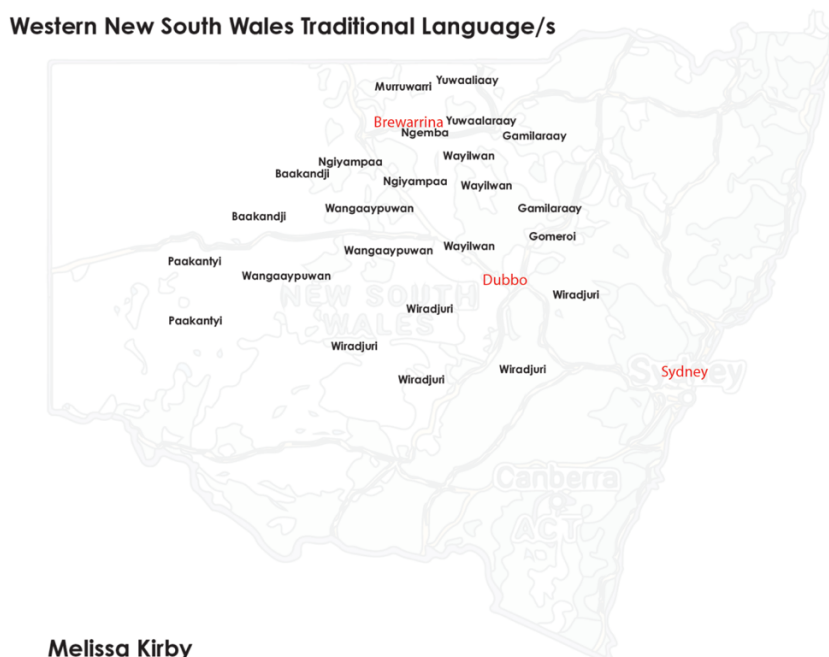 Western New South Wales Traditional Language/s
Yuwaaliaay
Murruwarri
Brewarrina
Yuwaalaraay
Ngemba
Gamilaraay
Wayilwan
Ngiyampaa
Baakandji
Ngiyampaa
Wayilwan
Wangaaypuwan
Gamilaraay
Baakandji
Gomeroi
Wayilwan
Wangaaypuwan
Paakantyi
Wangaaypuwan
Dubbo
NEW SOUTH
WALES
Wiradjuri
Wiradjuri
Paakantyi
Wiradjuri
Wiradjuri
Wiradjuri
Sydney
Sydney
Canberra
ACT
Melissa Kirby